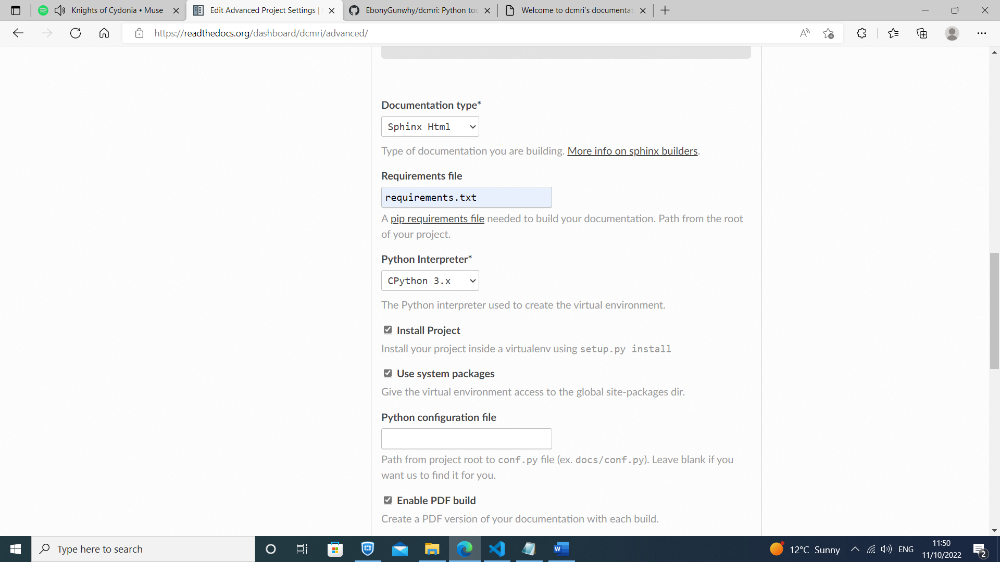 Knights of Cydonia • Muse
Edit Advanced Project Settings |
EbonyGunwhy/dcmri: Python too
Welcome to dcmri's documentat
https://readthedocs.org/dashboard/dcmri/advanced/
Documentation type*
Sphinx Html
Type of documentation you are building. More info on sphinx builders.
Requirements file
requirements.txt
A pip requirements file needed to build your documentation. Path from the root
of your project.
Python Interpreter*
CPython 3.x
The Python interpreter used to create the virtual environment.
Install Project
Install your project inside a virtualenv using setup.py install
Use system packages
Give the virtual environment access to the global site-packages dir.
Python configuration file
Path from project root to conf.py file (ex. docs/conf.py). Leave blank if you
want us to find it for you.
Enable PDF build
Create a PDF version of your documentation with each build.
Type here to search
12°C Sunny
ENG
11:50
11/10/2022
2